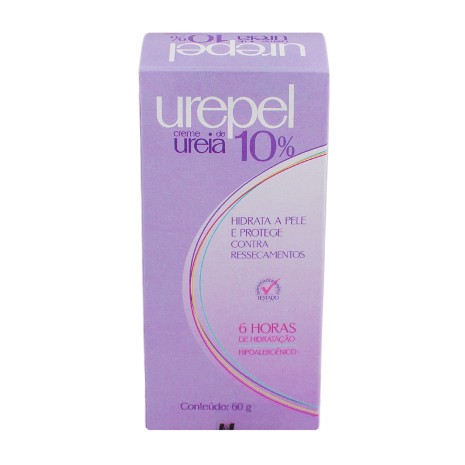 urepel
10%
urepel
creme de
ureia 10%
HIDRATA A PELE
E PROTEGE
CONTRA
RESSECAMENTOS
TESTADO
6 HORAS
DE HIDRATAÇÃO
HIPOALERGÊNICO
Conteúdo: 60 g